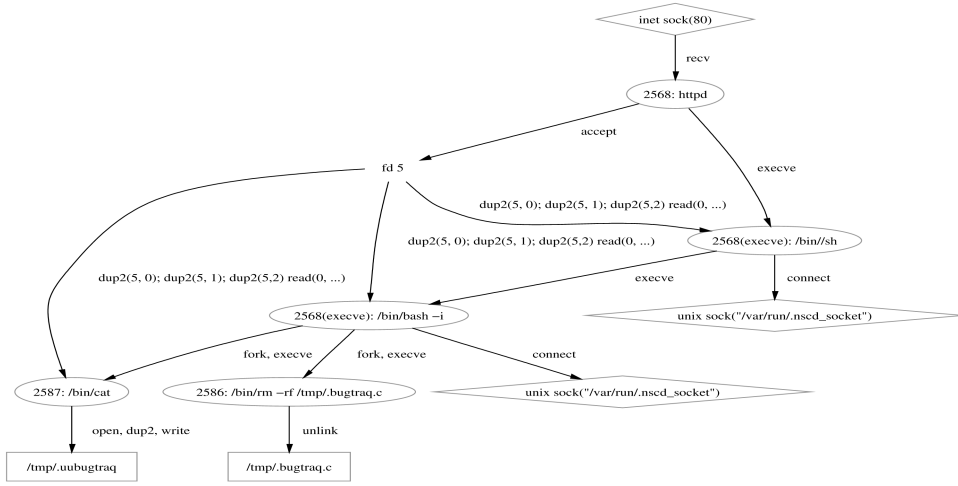 inet sock(80)
recv
2568: httpd
accept
execve
fd 5
dup2(5, 0); dup2(5, 1); dup2(5,2) read(0, ...)
dup2(5, 0); dup2(5, 1); dup2(5,2) read(0, ...)
2568(execve): /bin//sh
dup2(5, 0); dup2(5, 1); dup2(5,2) read(0, ...)
execve
connect
2568(execve): /bin/bash −i
unix sock("/var/run/.nscd_socket")
fork, execve
fork, execve
connect
2587: /bin/cat
2586: /bin/rm −rf /tmp/.bugtraq.c
unix sock("/var/run/.nscd_socket")
open, dup2, write
unlink
/tmp/.uubugtraq
/tmp/.bugtraq.c